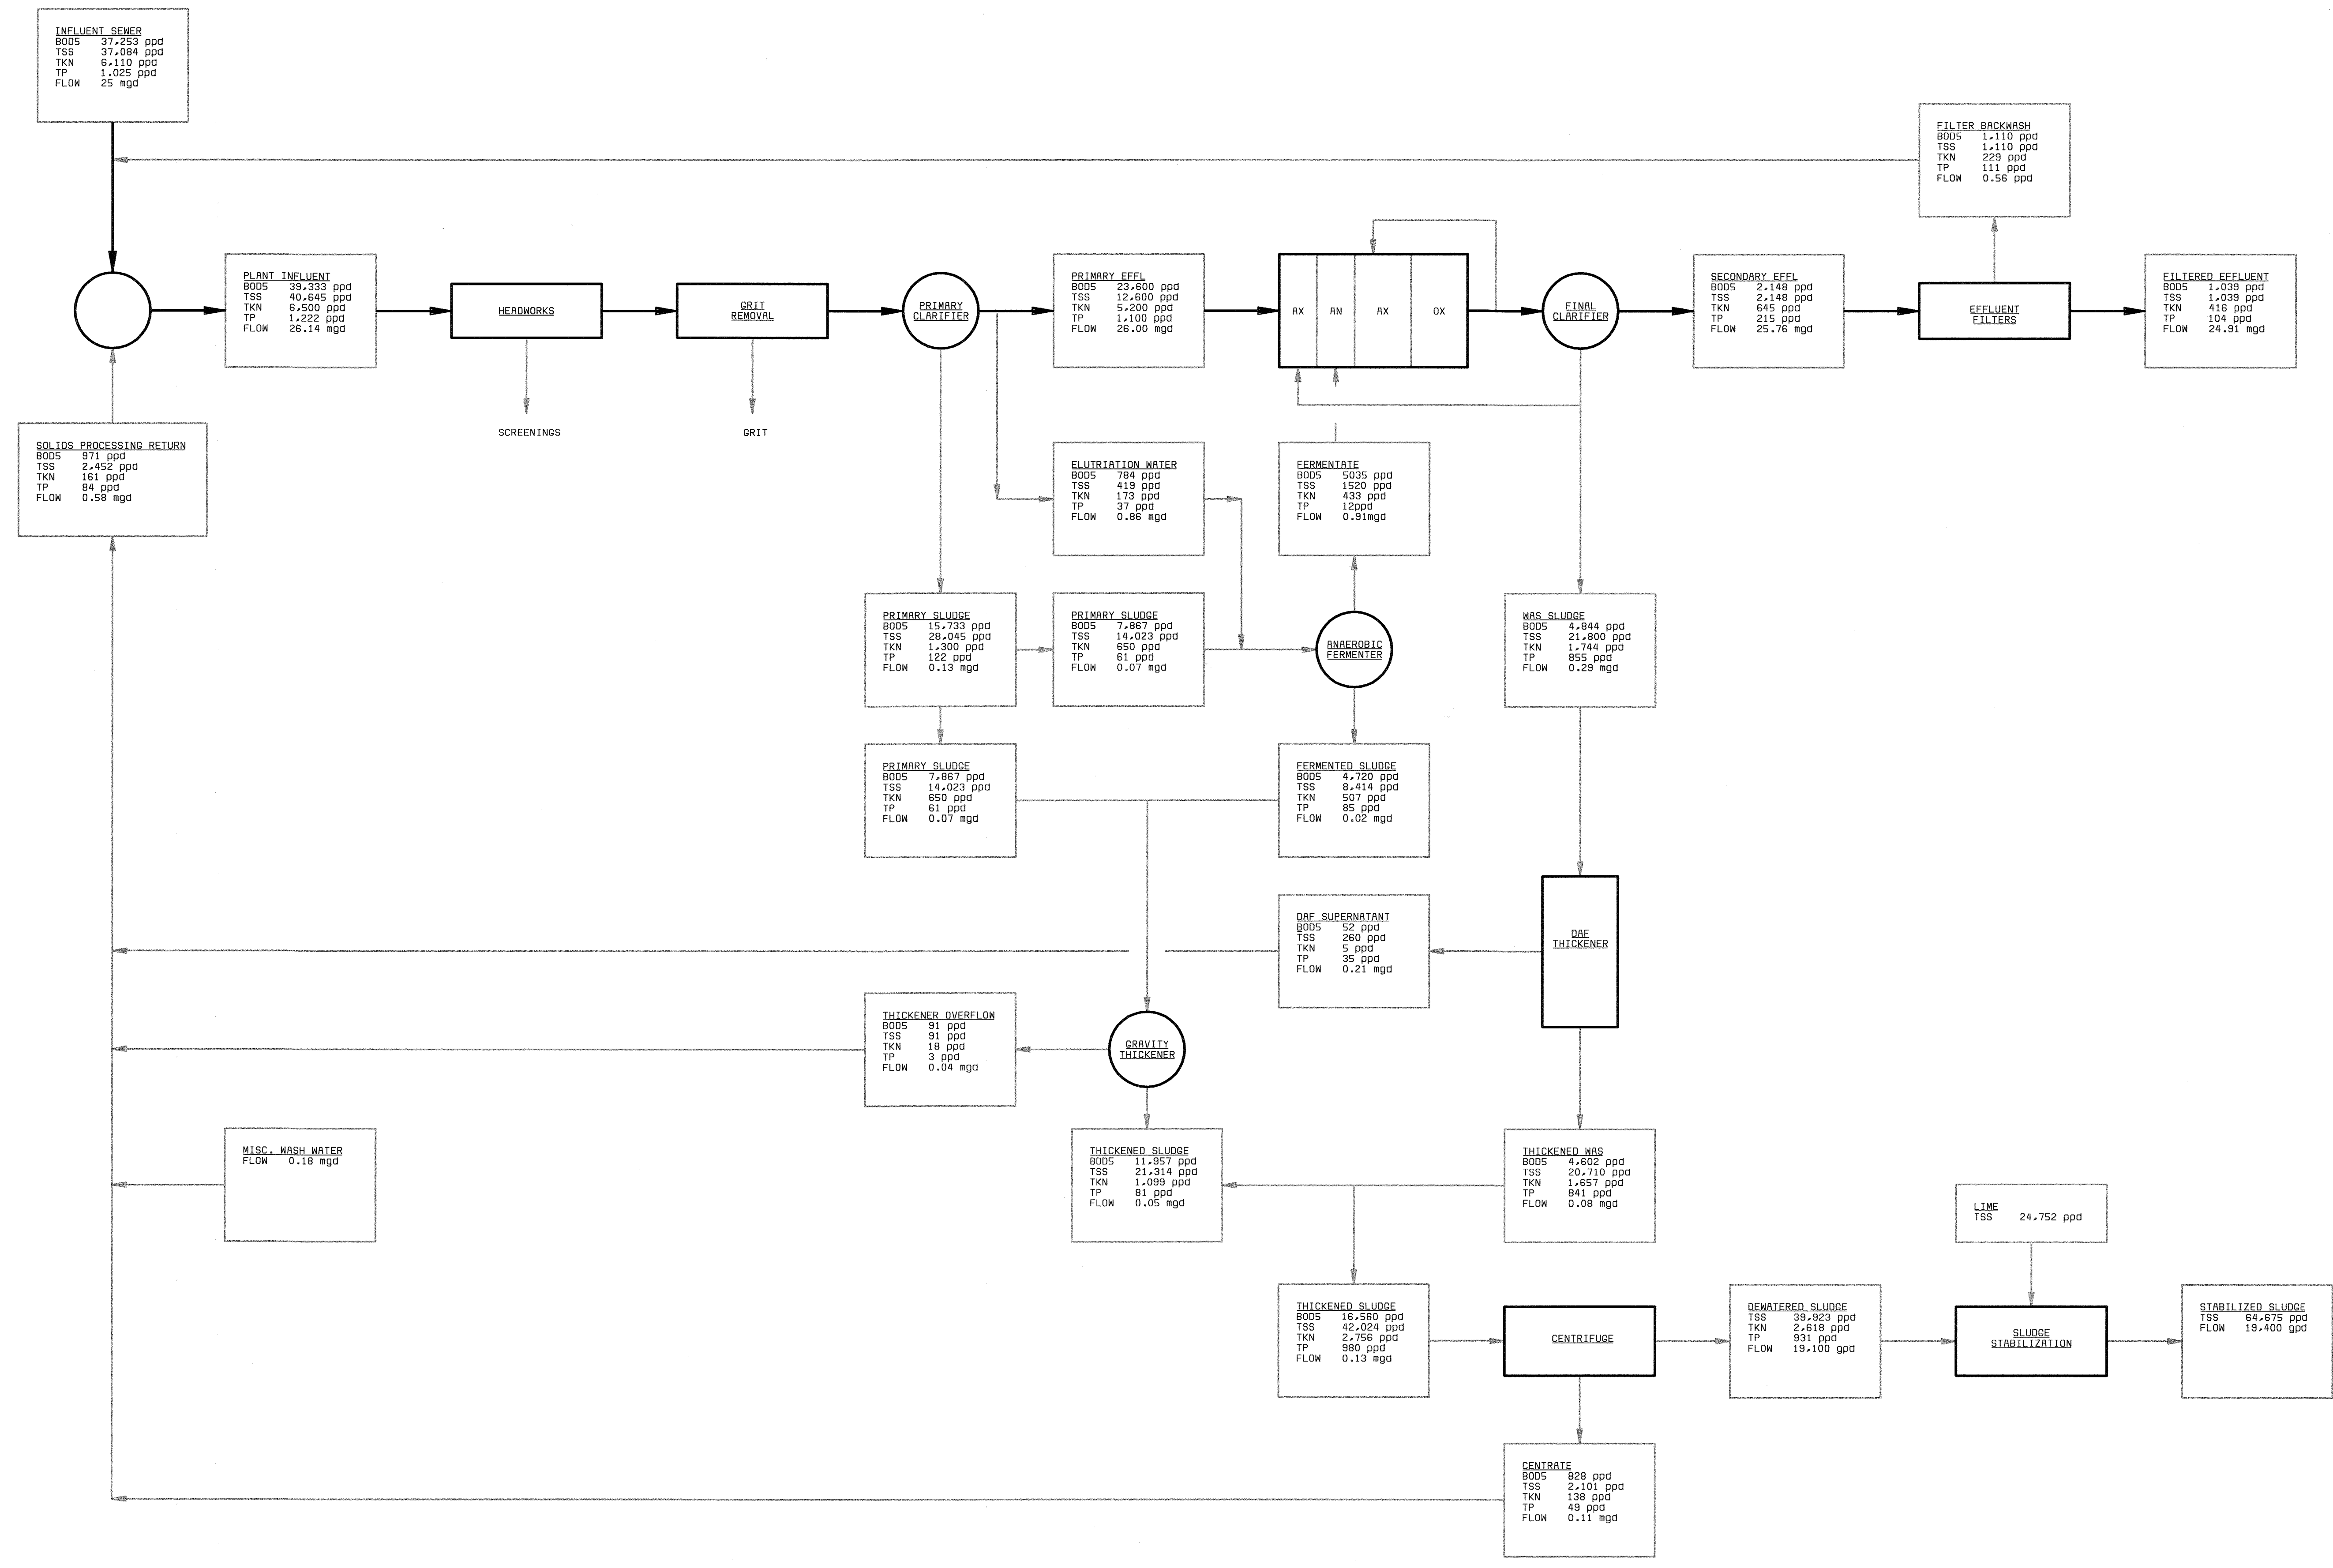 INFLUENT SEWER
BOD5 37,253 ppd
TSS 37,084 ppd
TKN 6,110 ppd
TP 1.025 ppd
FLOW 25 mgd
FILTER BACKWASH
BOD5 1,110 ppd
TSS 1,110 ppd
TKN 229 ppd
TP 111 ppd
FLOW 0.56 ppd
PLANT INFLUENT
BOD5 39,333 ppd
TSS 40,645 ppd
TKN 6,500 ppd
TP 1,222 ppd
FLOW 26.14 mgd
HEADWORKS
GRIT
REMOVAL
PRIMARY
CLARIFIER
PRIMARY EFFL
BOD5 23,600 ppd
TSS 12,600 ppd
TKN 5,200 ppd
TP 1,100 ppd
FLOW 26.00 mgd
AX
AN
AX
OX
FINAL
CLARIFIER
SECONDARY EFFL
BOD5 2,148 ppd
TSS 2,148 ppd
TKN 645 ppd
TP 215 ppd
FLOW 25.76 mgd
EFFLUENT
FILTERS
FILTERED EFFLUENT
BOD5 1,039 ppd
TSS 1,039 ppd
TKN 416 ppd
TP 104 ppd
FLOW 24.91 mgd
SCREENINGS
GRIT
SOLIDS PROCESSING RETURN
BOD5 971 ppd
TSS 2,452 ppd
TKN 161 ppd
TP 84 ppd
FLOW 0.58 mgd
ELUTRIATION WATER
BOD5 784 ppd
TSS 419 ppd
TKN 173 ppd
TP 37 ppd
FLOW 0.86 mgd
FERMENTATE
BOD5 5035 ppd
TSS 1520 ppd
TKN 433 ppd
TP 12ppd
FLOW 0.91mgd
PRIMARY SLUDGE
BOD5 15,733 ppd
TSS 28,045 ppd
TKN 1,300 ppd
TP 122 ppd
FLOW 0.13 mgd
PRIMARY SLUDGE
BOD5 7,867 ppd
TSS 14,023 ppd
TKN 650 ppd
TP 61 ppd
FLOW 0.07 mgd
ANAEROBIC
FERMENTER
WAS SLUDGE
BOD5 4,844 ppd
TSS 21,800 ppd
TKN 1,744 ppd
TP 855 ppd
FLOW 0.29 mgd
PRIMARY SLUDGE
BOD5 7,867 ppd
TSS 14,023 ppd
TKN 650 ppd
TP 61 ppd
FLOW 0.07 mgd
FERMENTED SLUDGE
BOD5 4,720 ppd
TSS 8,414 ppd
TKN 507 ppd
TP 85 ppd
FLOW 0.02 mgd
DAF SUPERNATANT
BOD5 52 ppd
TSS 260 ppd
TKN 5 ppd
TP 35 ppd
FLOW 0.21 mgd
DAF
THICKENER
THICKENER OVERFLOW
BOD5 91 ppd
TSS 91 ppd
TKN 18 ppd
TP 3 ppd
FLOW 0.04 mgd
GRAVITY
THICKENER
MISC. WASH WATER
FLOW 0.18 mgd
THICKENED SLUDGE
BOD5 11,957 ppd
TSS 21,314 ppd
TKN 1,099 ppd
TP 81 ppd
FLOW 0.05 mgd
THICKENED WAS
BOD5 4,602 ppd
TSS 20,710 ppd
TKN 1,657 ppd
TP 841 ppd
FLOW 0.08 mgd
LIME
TSS 24,752 ppd
THICKENED SLUDGE
BOD5 16,560 ppd
TSS 42,024 ppd
TKN 2,756 ppd
TP 980 ppd
FLOW 0.13 mgd
CENTRIFUGE
DEWATERED SLUDGE
TSS 39,923 ppd
TKN 2,618 ppd
TP 931 ppd
FLOW 19,100 gpd
SLUDGE
STABILIZATION
STABILIZED SLUDGE
TSS 64,675 ppd
FLOW 19,400 gpd
CENTRATE
BOD5 828 ppd
TSS 2,101 ppd
TKN 138 ppd
TP 49 ppd
FLOW 0.11 mgd